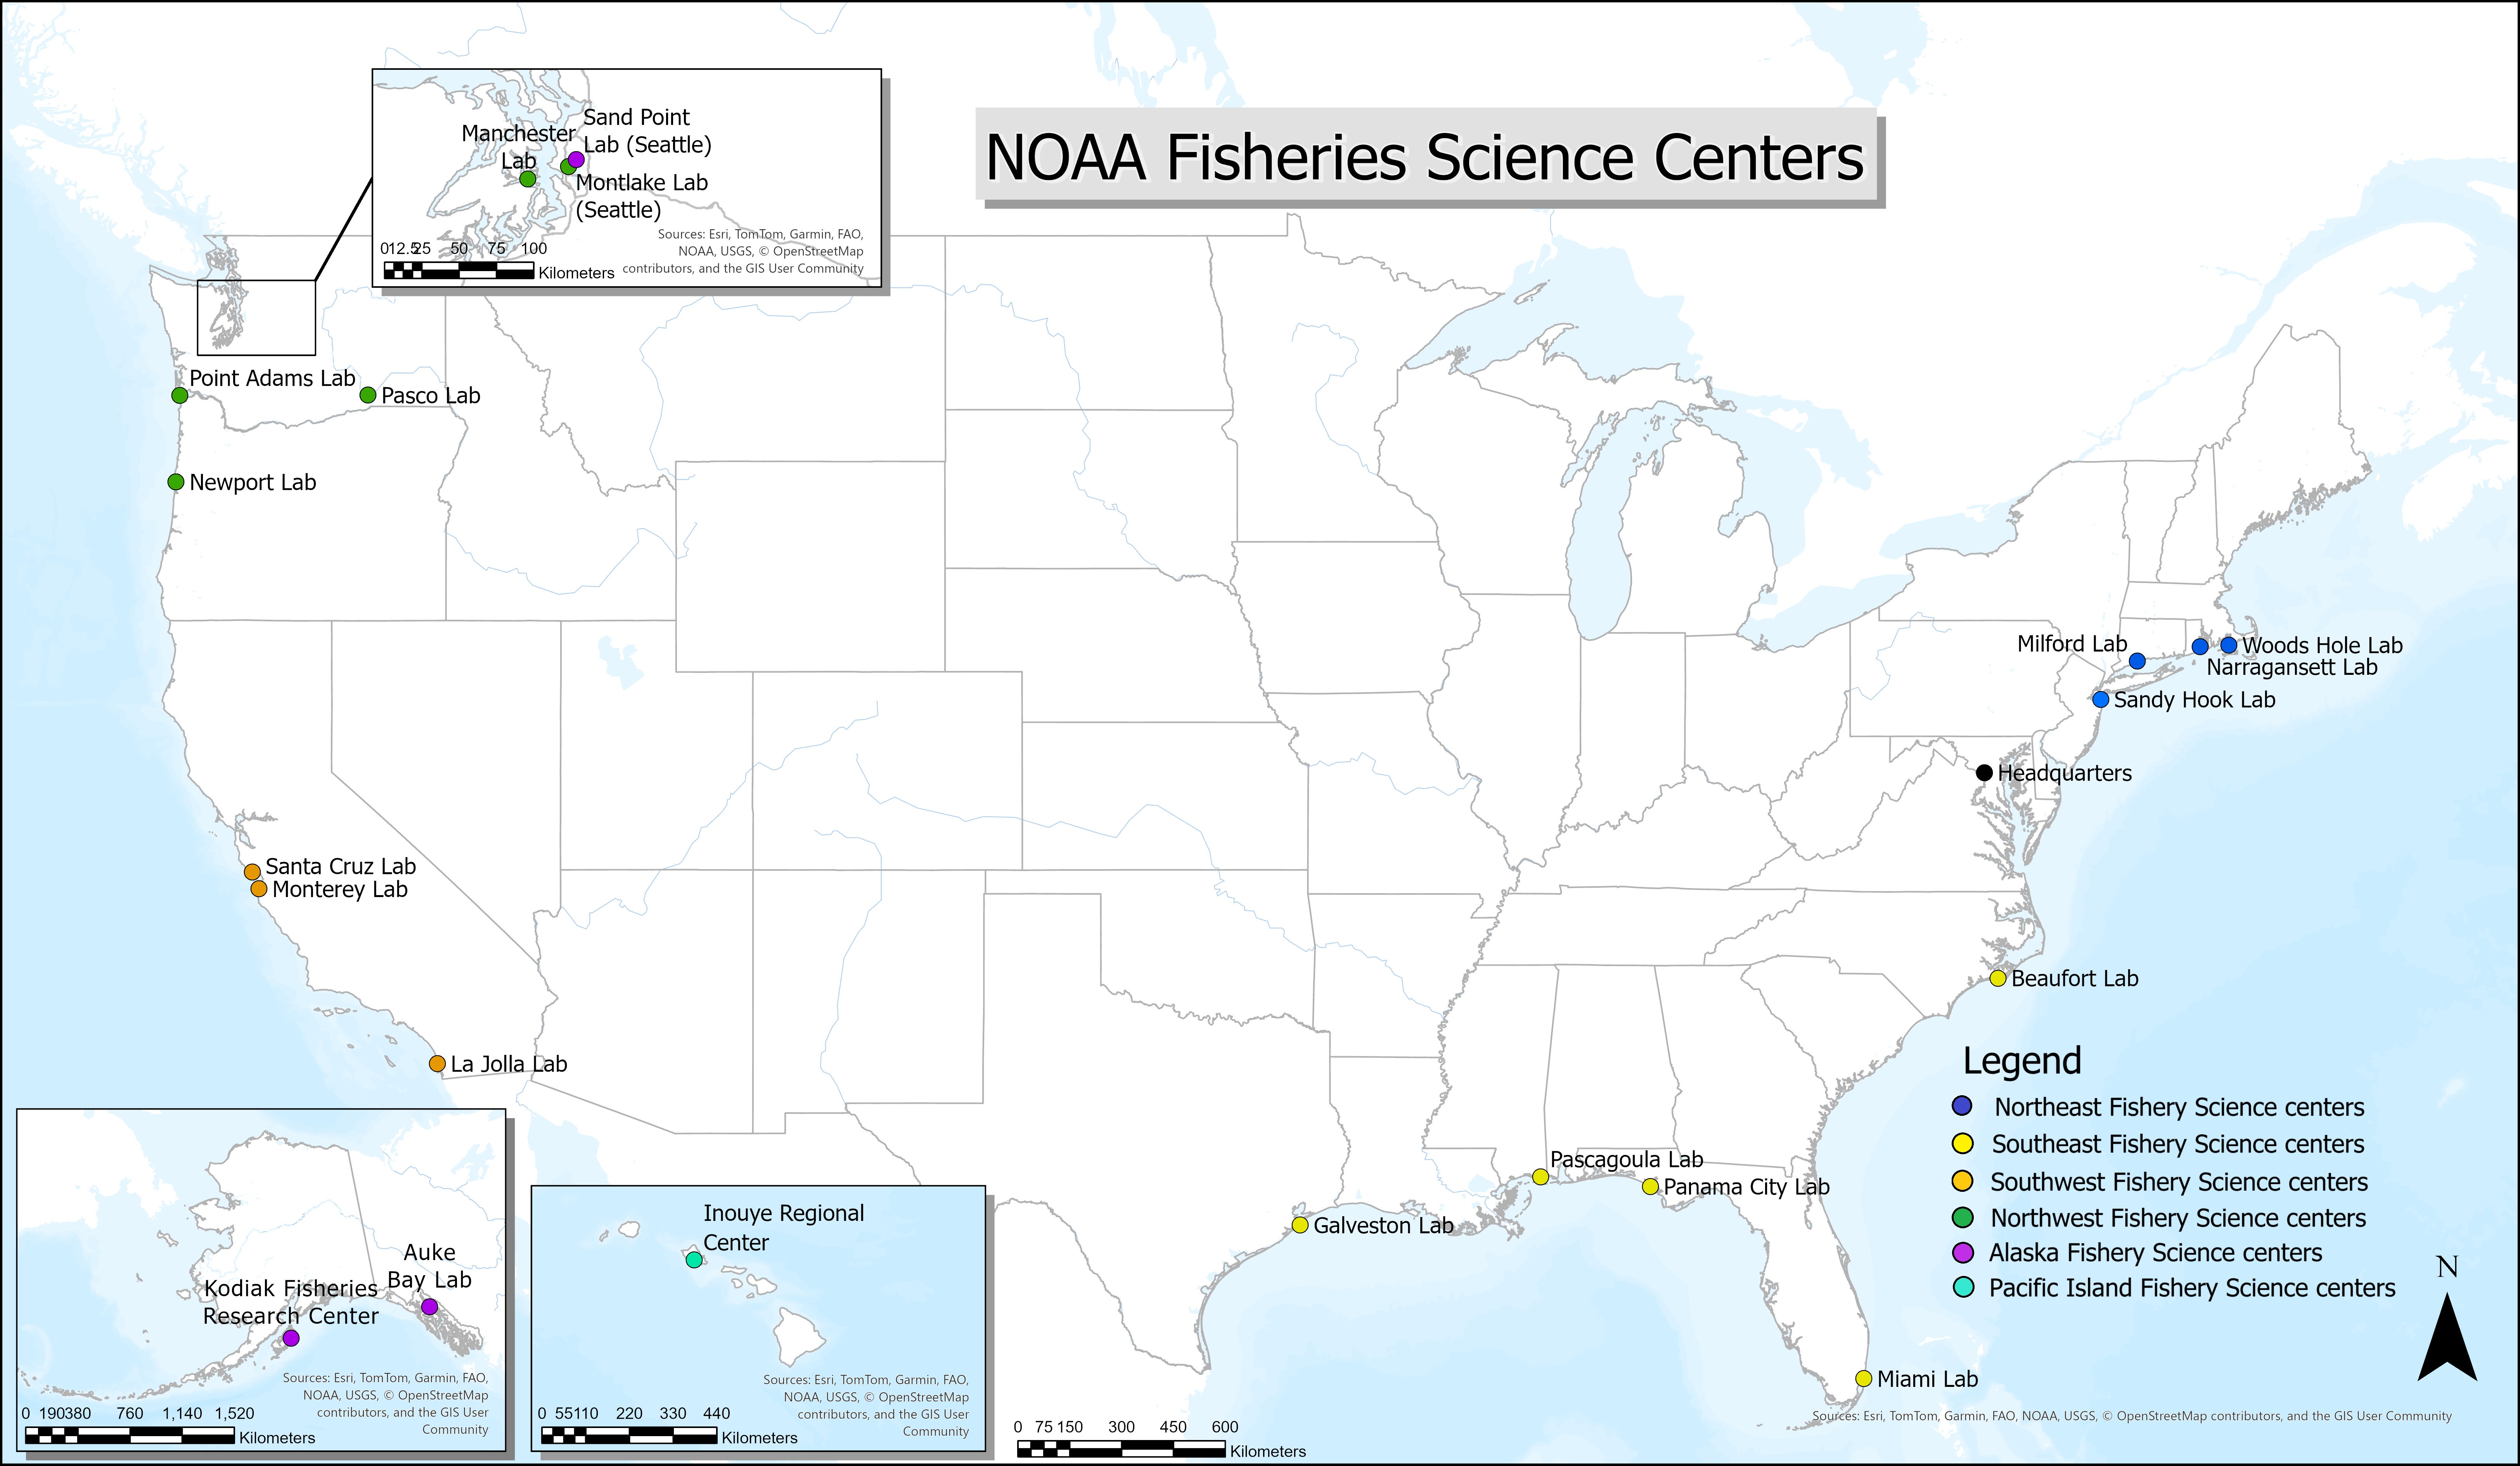 NOAA Fisheries Science Centers
Manchester
Lab
Sand Point
Lab (Seattle)
Montlake Lab
(Seattle)
Sources: Esri, TomTom, Garmin, FAO,
NOAA, USGS, © OpenStreetMap
contributors, and the GIS User Community
0 12.5 25 50 75 100
Kilometers
Point Adams Lab
Pasco Lab
Newport Lab
Santa Cruz Lab
Monterey Lab
La Jolla Lab
Milford Lab
Woods Hole Lab
Narragansett Lab
Sandy Hook Lab
Headquarters
Beaufort Lab
Pascagoula Lab
Panama City Lab
Galveston Lab
Miami Lab
Legend
Northeast Fishery Science centers
Southeast Fishery Science centers
Southwest Fishery Science centers
Northwest Fishery Science centers
Alaska Fishery Science centers
Pacific Island Fishery Science centers
N
Auke
Bay Lab
Kodiak Fisheries
Research Center
Sources: Esri, TomTom, Garmin, FAO,
NOAA, USGS, © OpenStreetMap
contributors, and the GIS User
Community
0 190 380 760 1,140 1,520
Kilometers
Inouye Regional
Center
Sources: Esri, TomTom, Garmin, FAO,
NOAA, USGS, © OpenStreetMap
contributors, and the GIS User
Community
0 55 110 220 330 440
Kilometers
0 75 150 300 450 600
Kilometers
Sources: Esri, TomTom, Garmin, FAO, NOAA, USGS, © OpenStreetMap contributors, and the GIS User Community